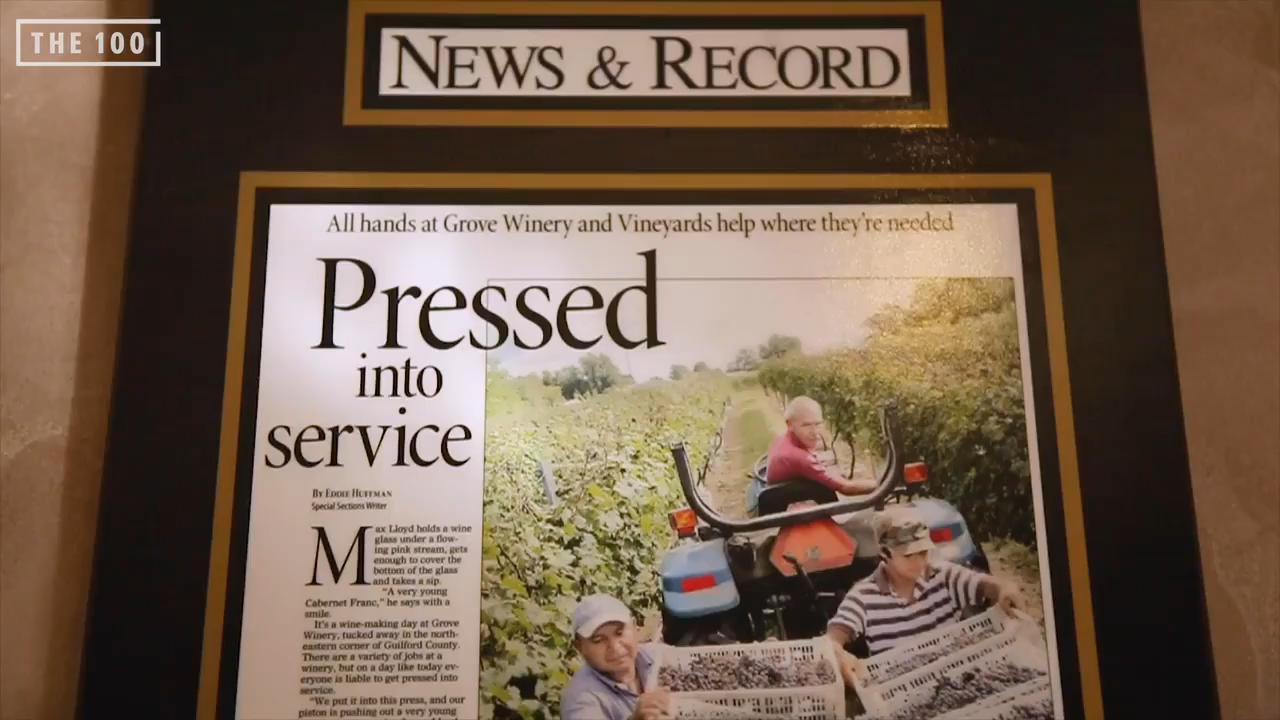 THE 100
NEWS & RECORD
All hands at Grove Winery and Vineyards help where they're needed
Pressed
into
service
BY EDDIE HUFFMAN
Special Sections Writer
Max Lloyd holds a wine
glass under a flow-
ing pink stream, gets
enough to cover the
bottom of the glass
and takes a sip.
"A very young
Cabernet Franc," he says with a
smile.
It's a wine-making day at Grove
Winery, tucked away in the north-
eastern corner of Guilford County.
There are a variety of jobs at a
winery, but on a day like today ev-
eryone is liable to get pressed into
service.
"We put it into this press, and our
piston is pushing out a very young